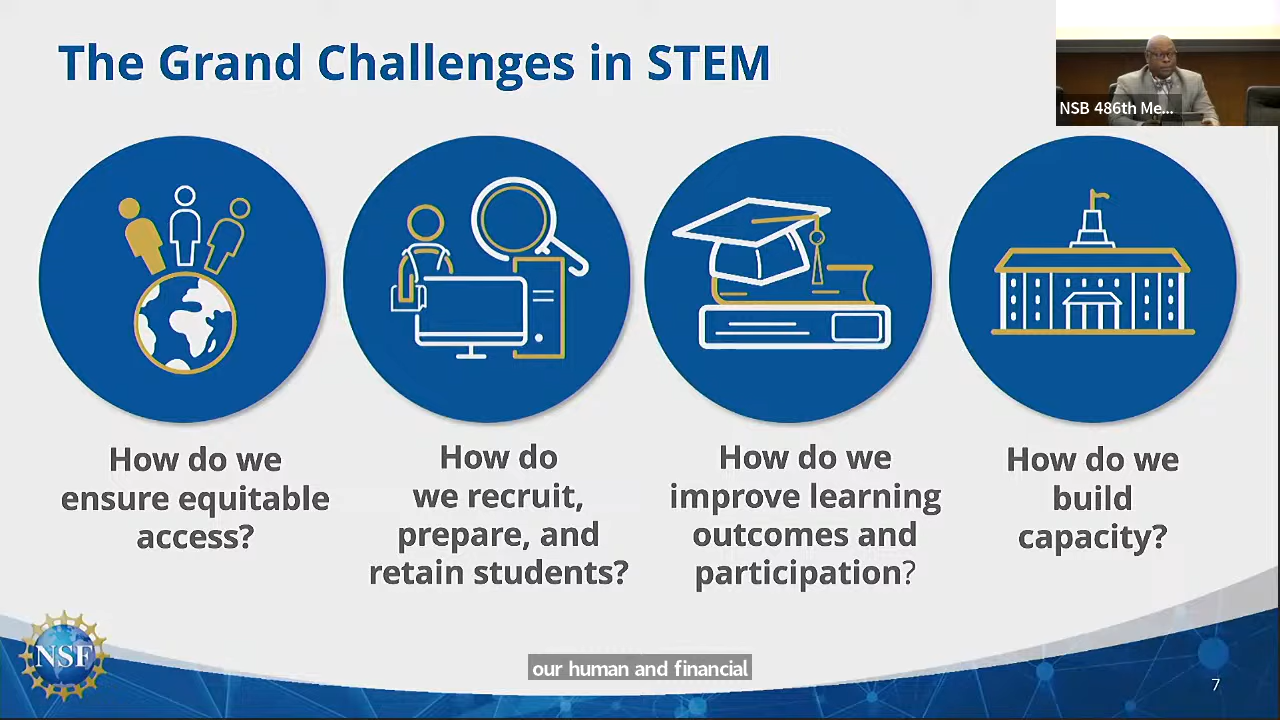 The Grand Challenges in STEM
NSB 486th Me...
How do we
ensure equitable
access?
How do
we recruit,
prepare, and
retain students?
How do we
improve learning
outcomes and
participation?
How do we
build
capacity?
NSF
our human and financial
7